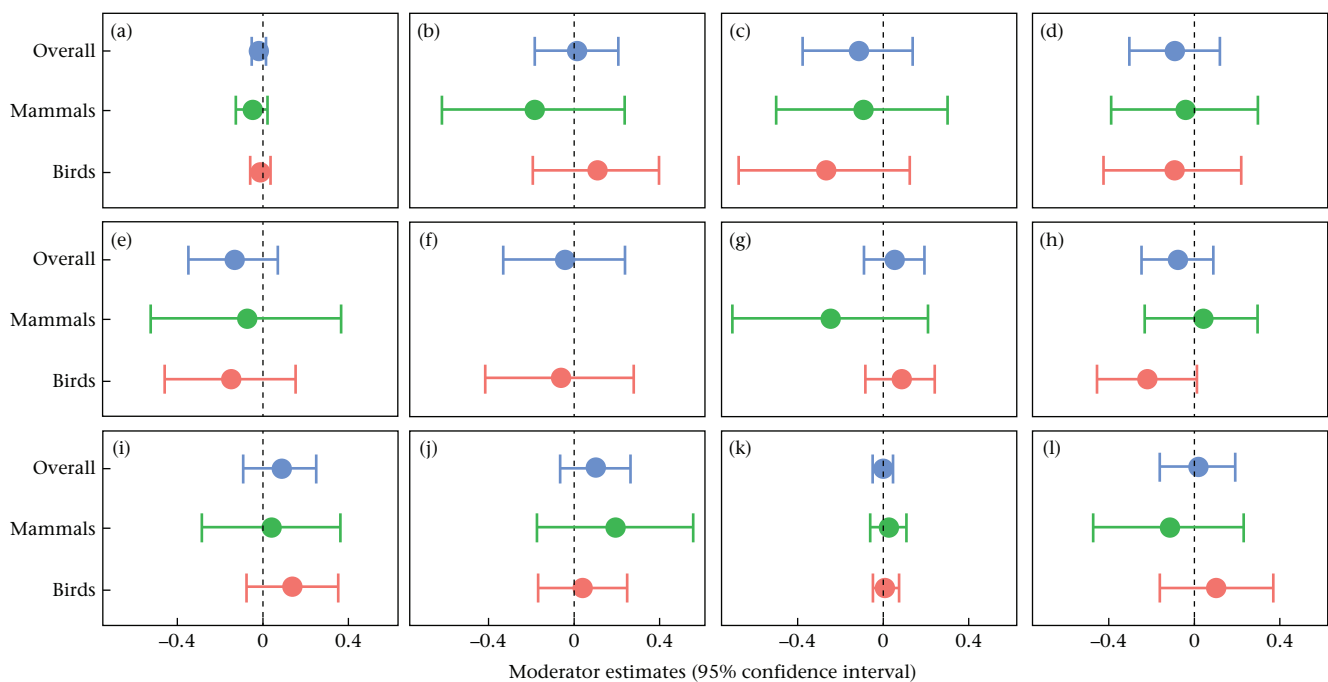 (a) (b) (c) (d)
Overall
Mammals
Birds
(e) (f) (g) (h)
Overall
Mammals
Birds
(i) (j) (k) (l)
Overall
Mammals
Birds
−0.4 0 0.4 −0.4 0 0.4 −0.4 0 0.4 −0.4 0 0.4
Moderator estimates (95% confidence interval)